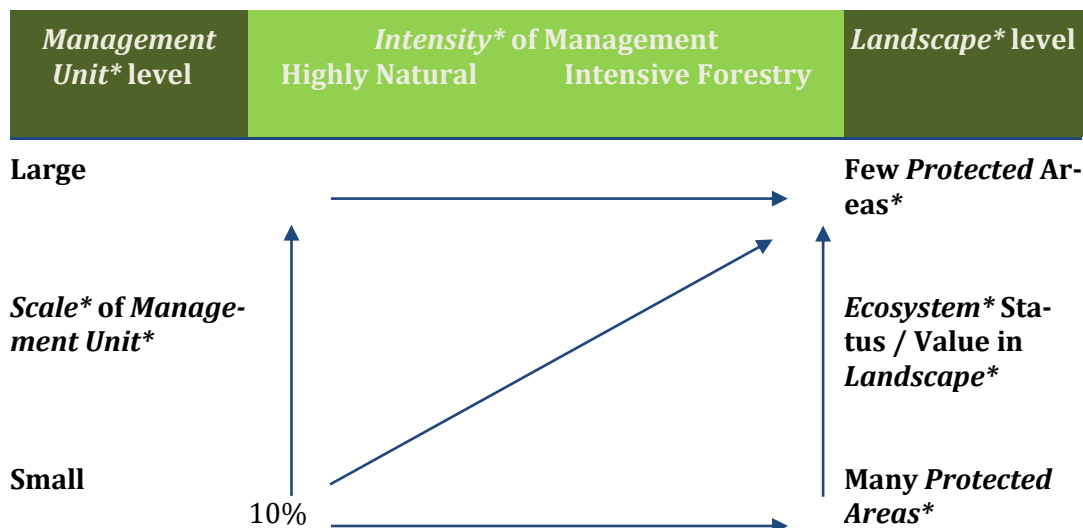 Management
Unit* level
Intensity* of Management
Highly Natural Intensive Forestry
Landscape* level
Large
Few Protected Ar-
eas*
Scale* of Manage-
ment Unit*
Ecosystem* Sta-
tus / Value in
Landscape*
Small
10%
Many Protected
Areas*